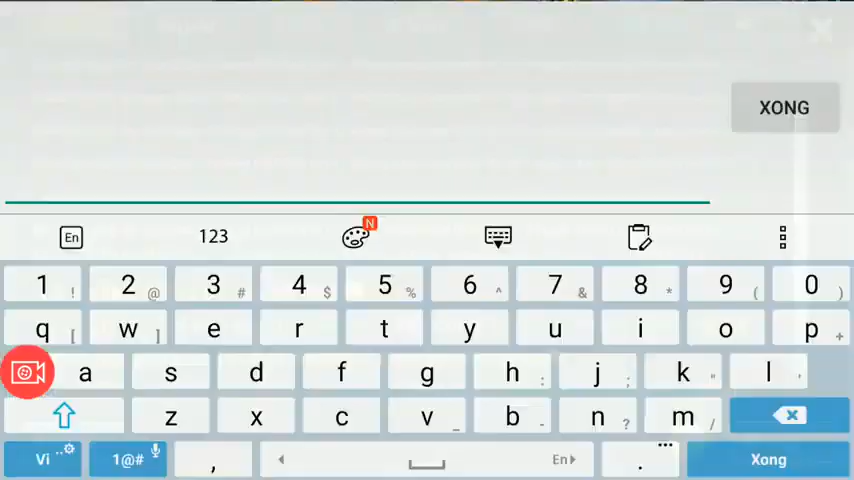 XONG
En 123 N
1 ! 2 @ 3 # 4 $ 5 % 6 ^ 7 & 8 * 9 ( 0 )
q [ w ] e r t y u i o p +
a s d f g h : j ; k " l '
z x c v _ b - n ? m /
Vi 1@# , En . ... Xong